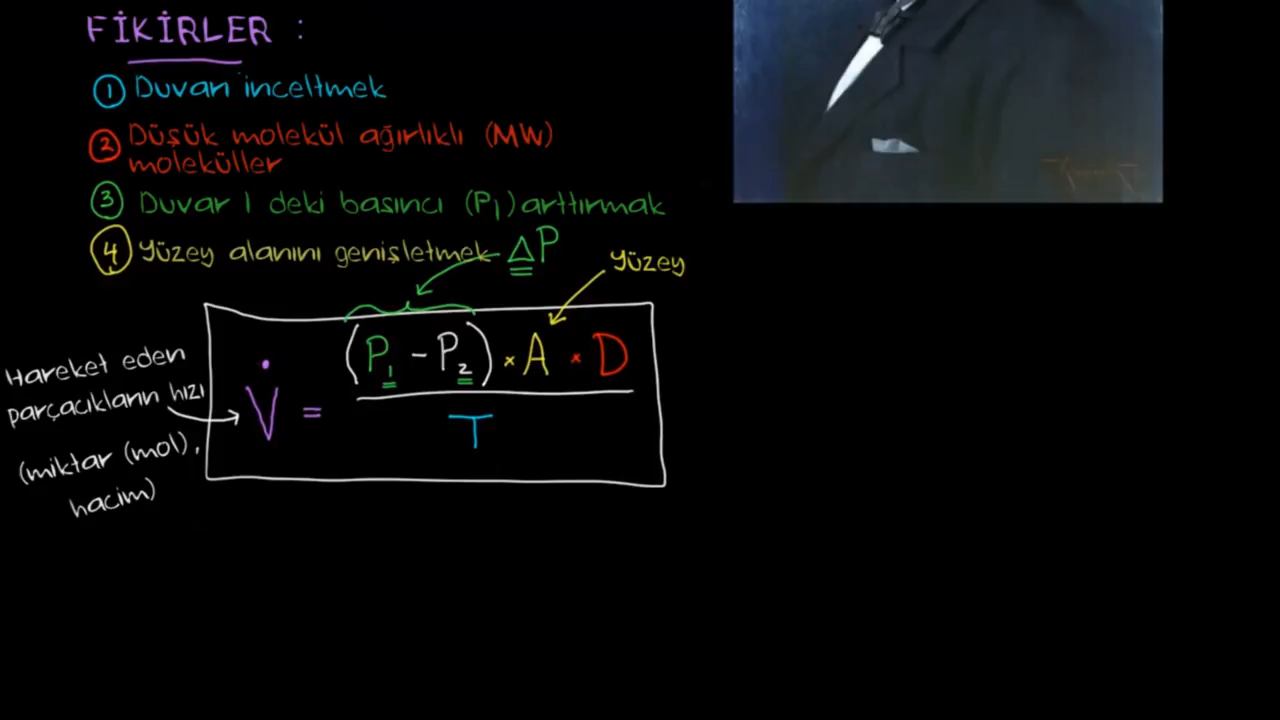 FİKİRLER :
1 Duvarı inceltmek
2 Düşük molekül ağırlıklı (MW)
moleküller
3 Duvar 1 deki basıncı (P1) arttırmak
4 Yüzey alanını genişletmek
ΔP
Yüzey
Hareket eden
parçacıkların hızı
(miktar (mol),
hacim)
V̇ = (P1 - P2) × A × D
T